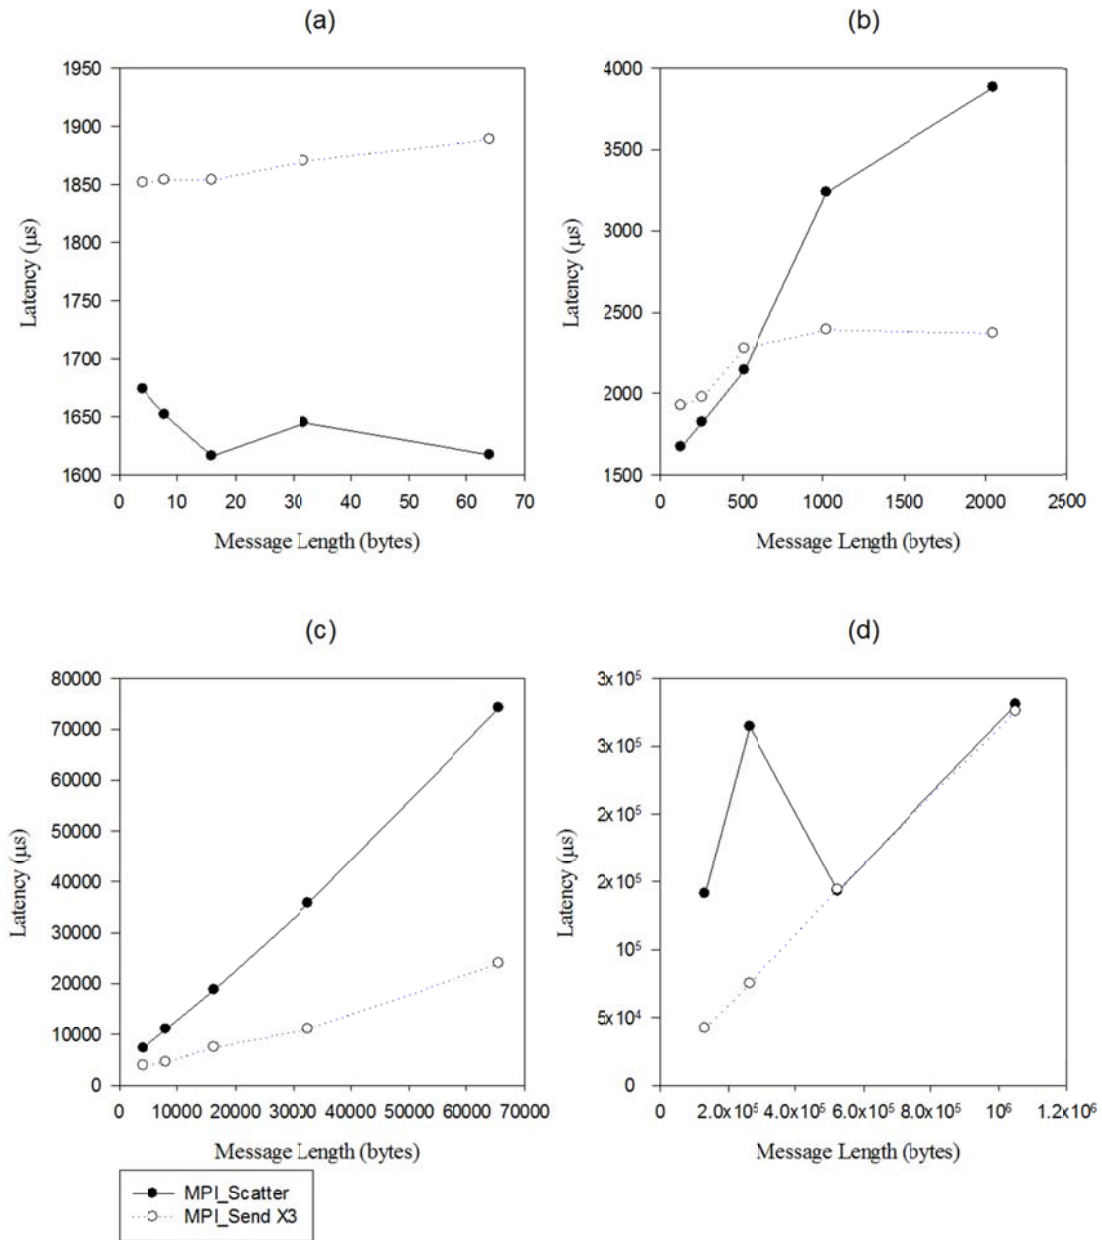 (a)
(b)
1950
1900
1850
1800
1750
1700
1650
1600
0 10 20 30 40 50 60 70
Latency (μs)
Message Length (bytes)
4000
3500
3000
2500
2000
1500
0 500 1000 1500 2000 2500
Latency (μs)
Message Length (bytes)
(c)
(d)
80000
70000
60000
50000
40000
30000
20000
10000
0
0 10000 20000 30000 40000 50000 60000 70000
Latency (μs)
Message Length (bytes)
3x10⁵
3x10⁵
2x10⁵
2x10⁵
10⁵
5x10⁴
0
0 2.0x10⁵ 4.0x10⁵ 6.0x10⁵ 8.0x10⁵ 10⁶ 1.2x10⁶
Latency (μs)
Message Length (bytes)
MPI_Scatter
MPI_Send X3